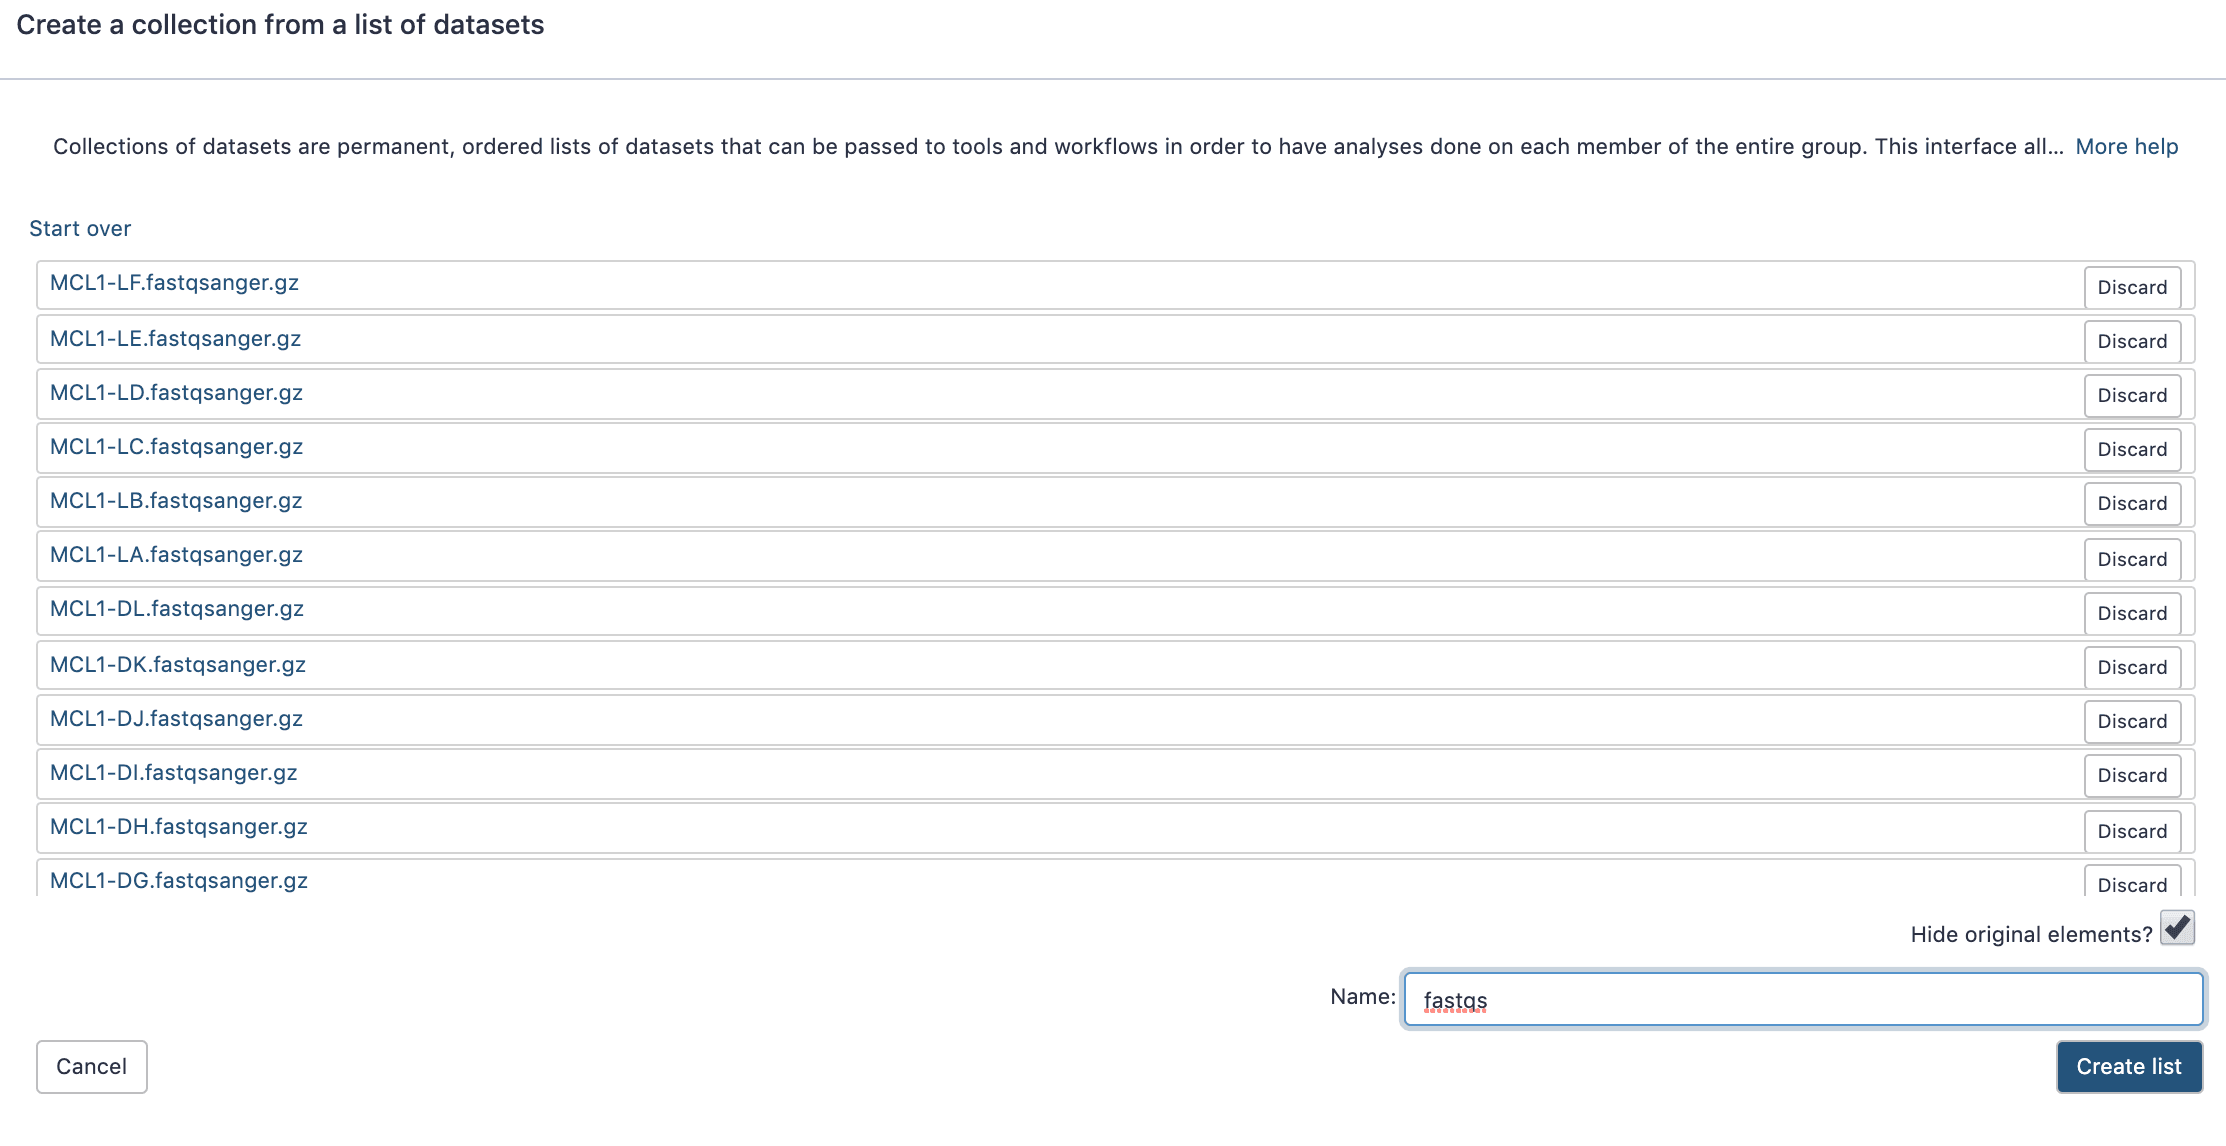 Create a collection from a list of datasets
Collections of datasets are permanent, ordered lists of datasets that can be passed to tools and workflows in order to have analyses done on each member of the entire group. This interface all... More help
Start over
MCL1-LF.fastqsanger.gz Discard
MCL1-LE.fastqsanger.gz Discard
MCL1-LD.fastqsanger.gz Discard
MCL1-LC.fastqsanger.gz Discard
MCL1-LB.fastqsanger.gz Discard
MCL1-LA.fastqsanger.gz Discard
MCL1-DL.fastqsanger.gz Discard
MCL1-DK.fastqsanger.gz Discard
MCL1-DJ.fastqsanger.gz Discard
MCL1-DI.fastqsanger.gz Discard
MCL1-DH.fastqsanger.gz Discard
MCL1-DG.fastqsanger.gz Discard
Hide original elements?
Name: fastqs
Cancel Create list